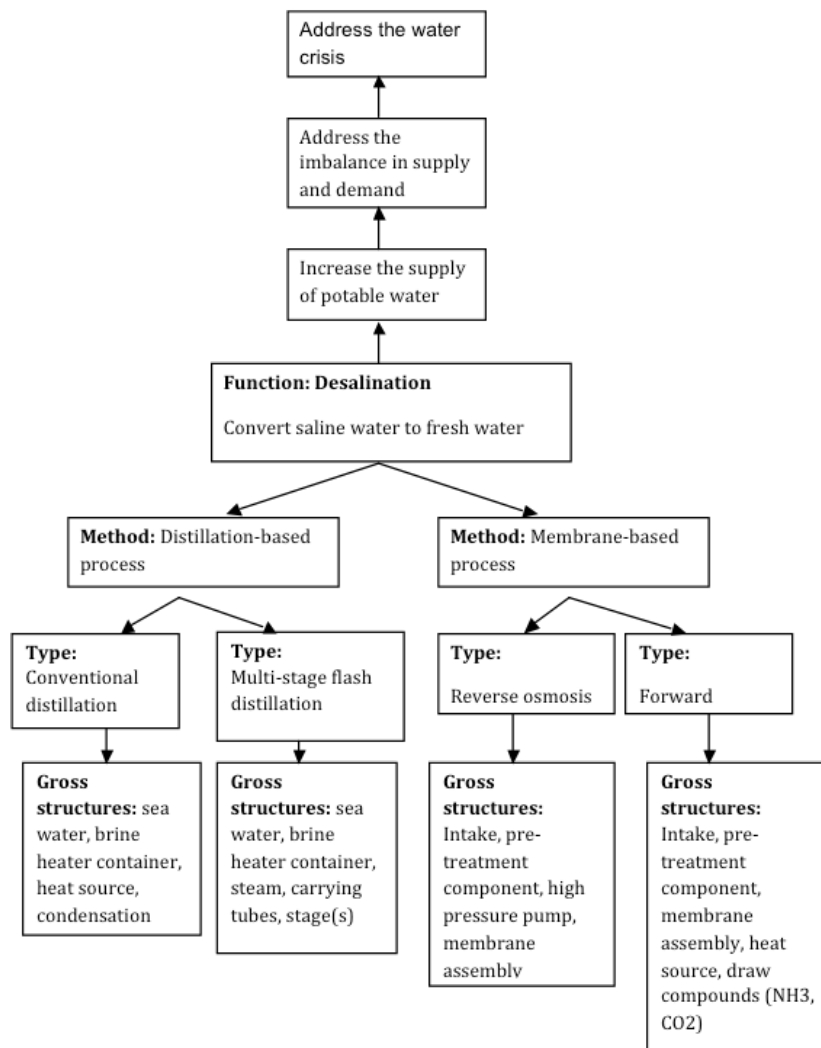 Address the water
crisis
Address the
imbalance in supply
and demand
Increase the supply
of potable water
Function: Desalination
Convert saline water to fresh water
Method: Distillation-based
process
Method: Membrane-based
process
Type:
Conventional
distillation
Type:
Multi-stage flash
distillation
Type:
Reverse osmosis
Type:
Forward
Gross
structures: sea
water, brine
heater container,
heat source,
condensation
Gross
structures: sea
water, brine
heater container,
steam, carrying
tubes, stage(s)
Gross
structures:
Intake, pre-
treatment
component, high
pressure pump,
membrane
assembly
Gross
structures:
Intake, pre-
treatment
component,
membrane
assembly, heat
source, draw
compounds (NH3,
CO2)